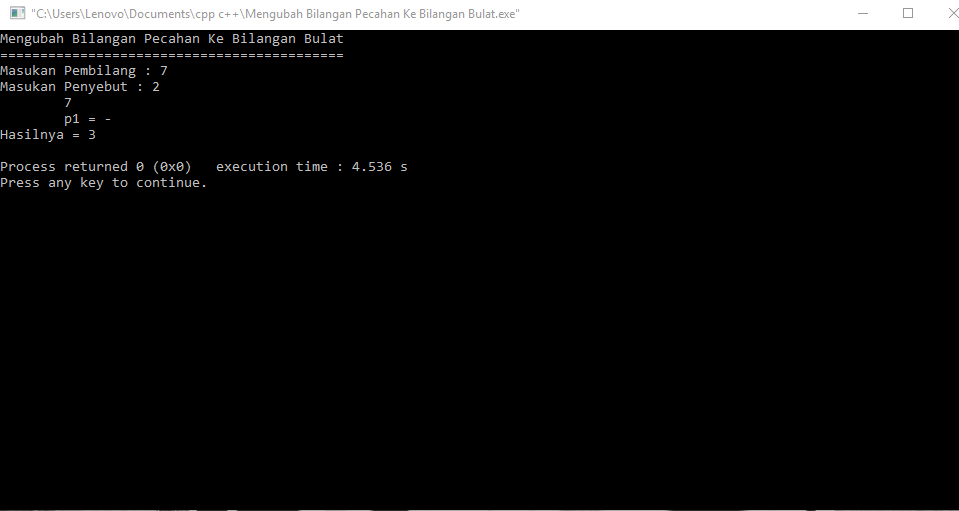 "C:\Users\Lenovo\Documents\cpp c++\Mengubah Bilangan Pecahan Ke Bilangan Bulat.exe"
Mengubah Bilangan Pecahan Ke Bilangan Bulat
===========================================
Masukan Pembilang : 7
Masukan Penyebut : 2
        7
        p1 = -
Hasilnya = 3

Process returned 0 (0x0)   execution time : 4.536 s
Press any key to continue.